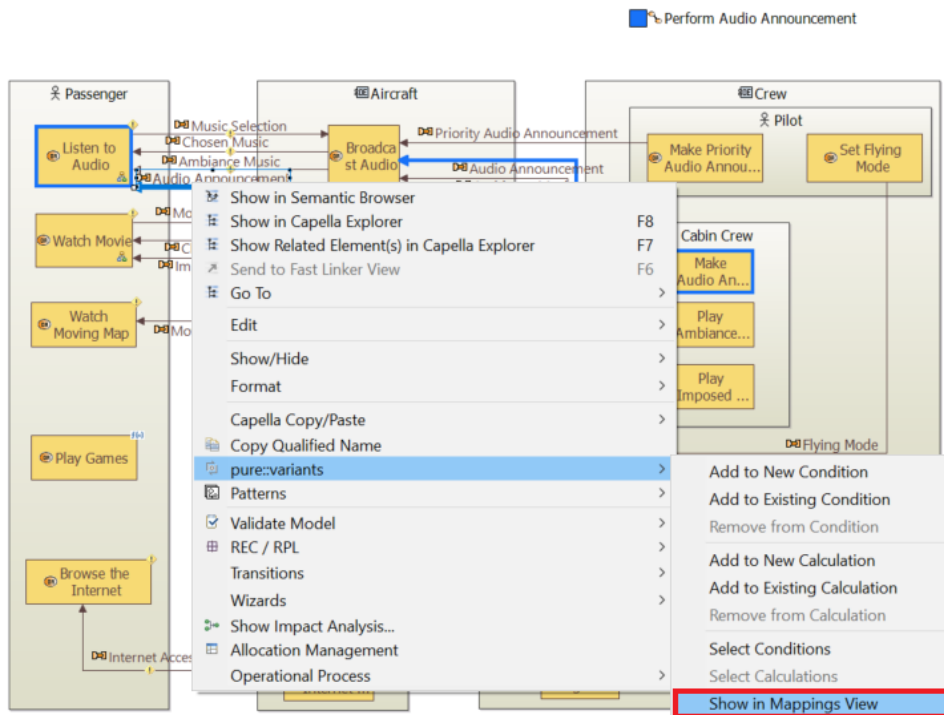 Perform Audio Announcement
Passenger
Aircraft
Crew
Pilot
Music Selection
Chosen Music
Ambiance Music
Audio Announcement
Listen to
Audio
Broadca
st Audio
Priority Audio Announcement
Audio Announcement
Make Priority
Audio Annou...
Set Flying
Mode
Watch Movie
Mo
C
Im
Watch
Moving Map
Mo
Play Games
Browse the
Internet
Internet Acces
Cabin Crew
Make
Audio An...
Play
Ambiance...
Play
Imposed ...
Flying Mode
Show in Semantic Browser
Show in Capella Explorer F8
Show Related Element(s) in Capella Explorer F7
Send to Fast Linker View F6
Go To
Edit
Show/Hide
Format
Capella Copy/Paste
Copy Qualified Name
pure::variants
Patterns
Validate Model
REC / RPL
Transitions
Wizards
Show Impact Analysis...
Allocation Management
Operational Process
Add to New Condition
Add to Existing Condition
Remove from Condition
Add to New Calculation
Add to Existing Calculation
Remove from Calculation
Select Conditions
Select Calculations
Show in Mappings View